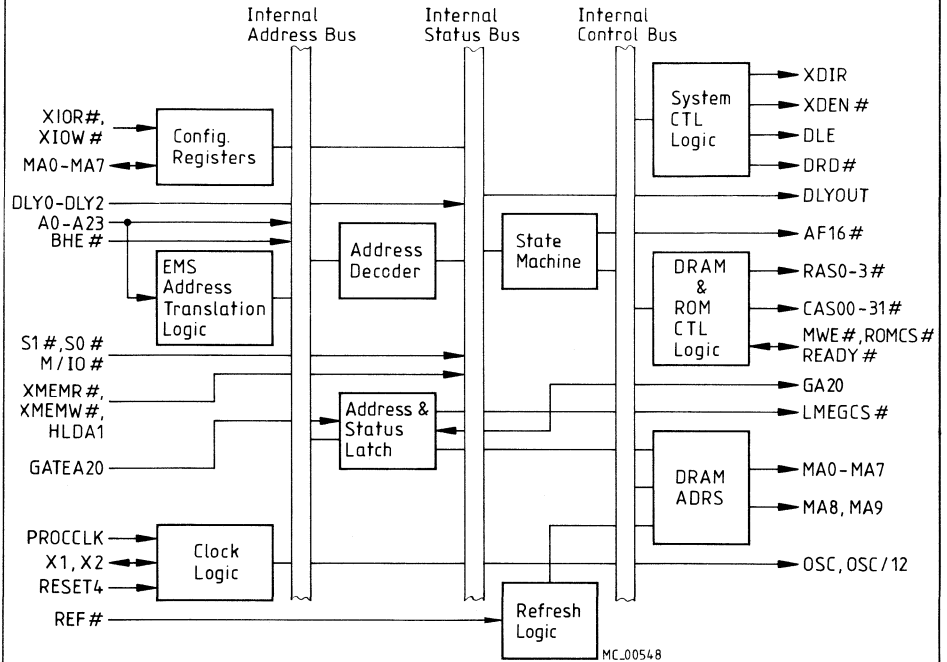 Internal
Address Bus
Internal
Status Bus
Internal
Control Bus
XIOR#,
XIOW#
MA0-MA7
Config.
Registers
System
CTL
Logic
XDIR
XDEN#
DLE
DRD#
DLY0-DLY2
A0-A23
BHE#
EMS
Address
Translation
Logic
Address
Decoder
State
Machine
DLYOUT
AF16#
DRAM
&
ROM
CTL
Logic
RAS0-3#
CAS00-31#
MWE#,ROMCS#
READY#
S1#,S0#
M/IO#
XMEMR#,
XMEMW#,
HLDA1
GATEA20
Address &
Status
Latch
GA20
LMEGCS#
DRAM
ADRS
MA0-MA7
MA8,MA9
PROCCLK
X1,X2
RESET4
Clock
Logic
OSC,OSC/12
REF#
Refresh
Logic
MC_00548